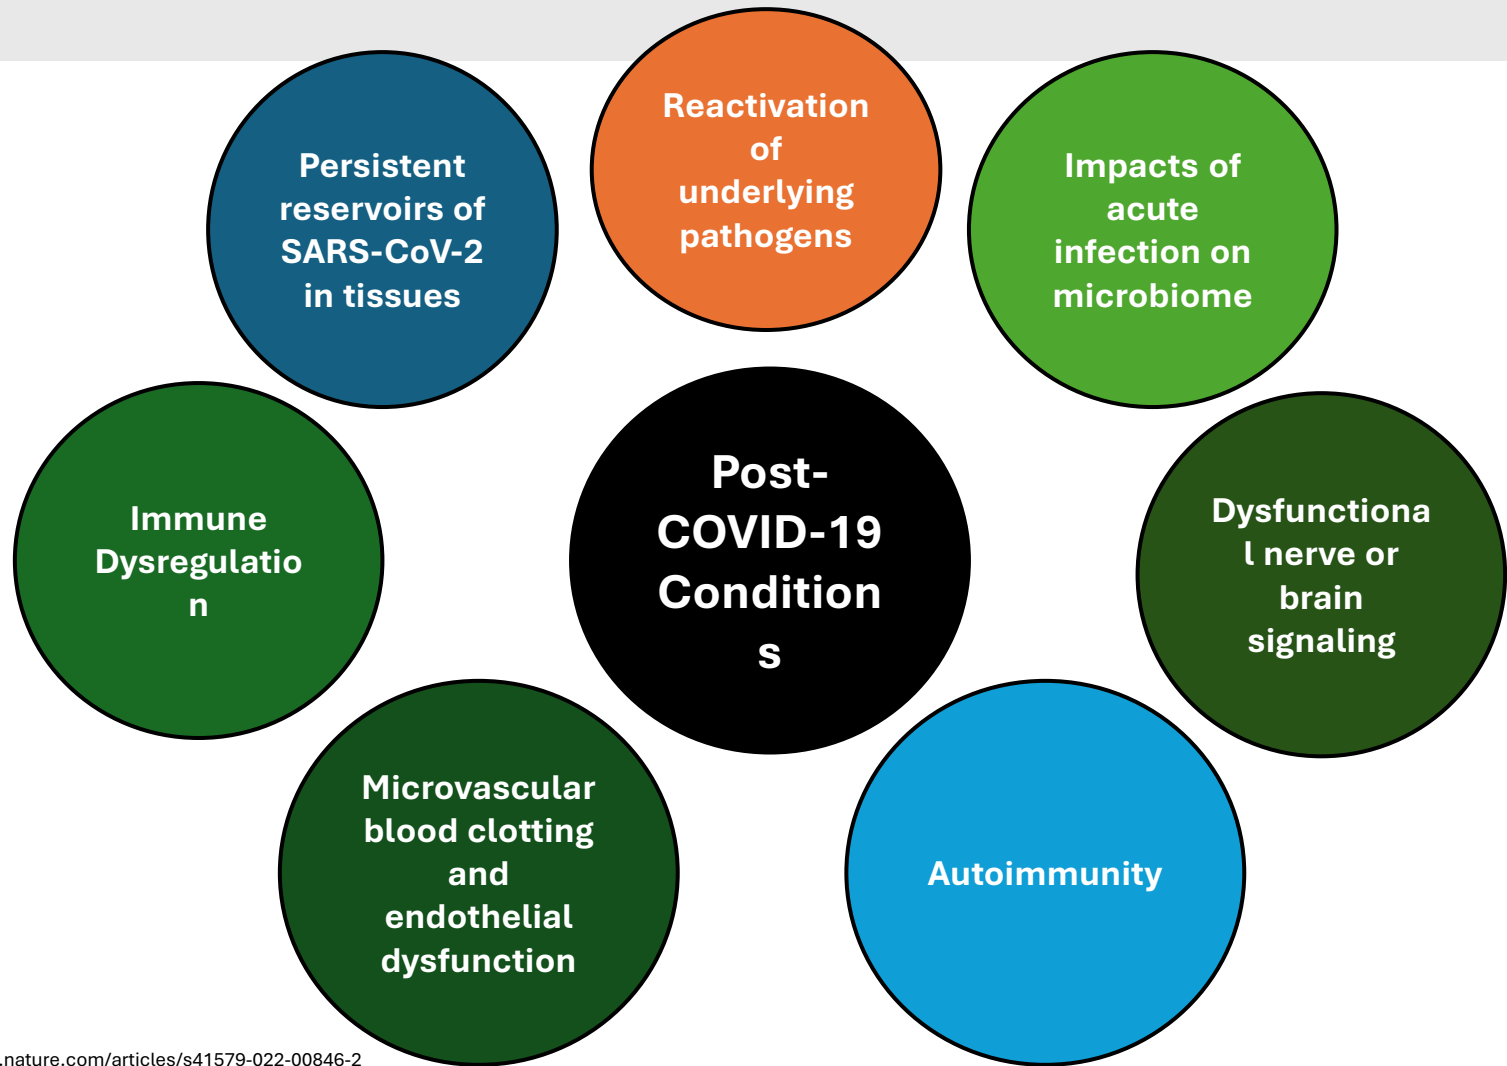 Reactivation
of
underlying
pathogens
Persistent
reservoirs of
SARS-CoV-2
in tissues
Impacts of
acute
infection on
microbiome
Immune
Dysregulatio
n
Post-
COVID-19
Condition
s
Dysfunctiona
l nerve or
brain
signaling
Microvascular
blood clotting
and
endothelial
dysfunction
Autoimmunity
.nature.com/articles/s41579-022-00846-2